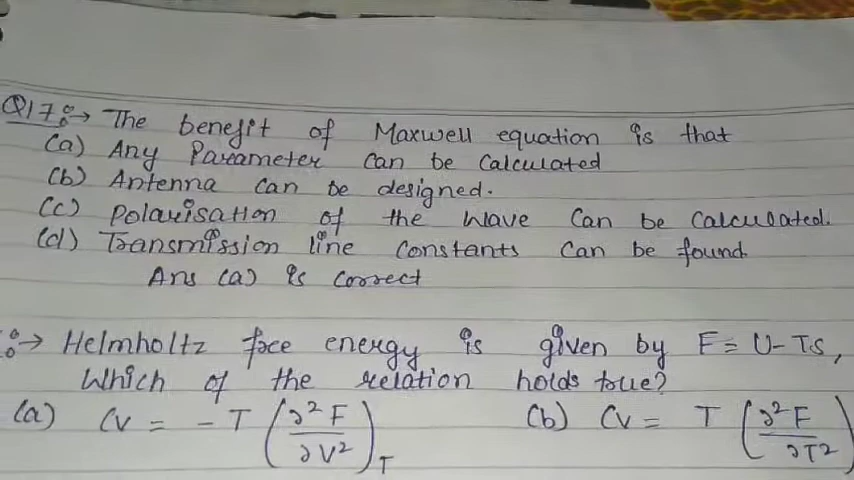 Q17:→ The benefit of Maxwell equation is that
(a) Any Parameter can be calculated
(b) Antenna can be designed.
(c) Polarisation of the wave can be calculated.
(d) Transmission line constants can be found
Ans (a) is correct
:→ Helmholtz free energy is given by F = U - TS,
Which of the relation holds true?
(a) Cv = - T (∂²F/∂V²)_T (b) Cv = T (∂²F/∂T²)